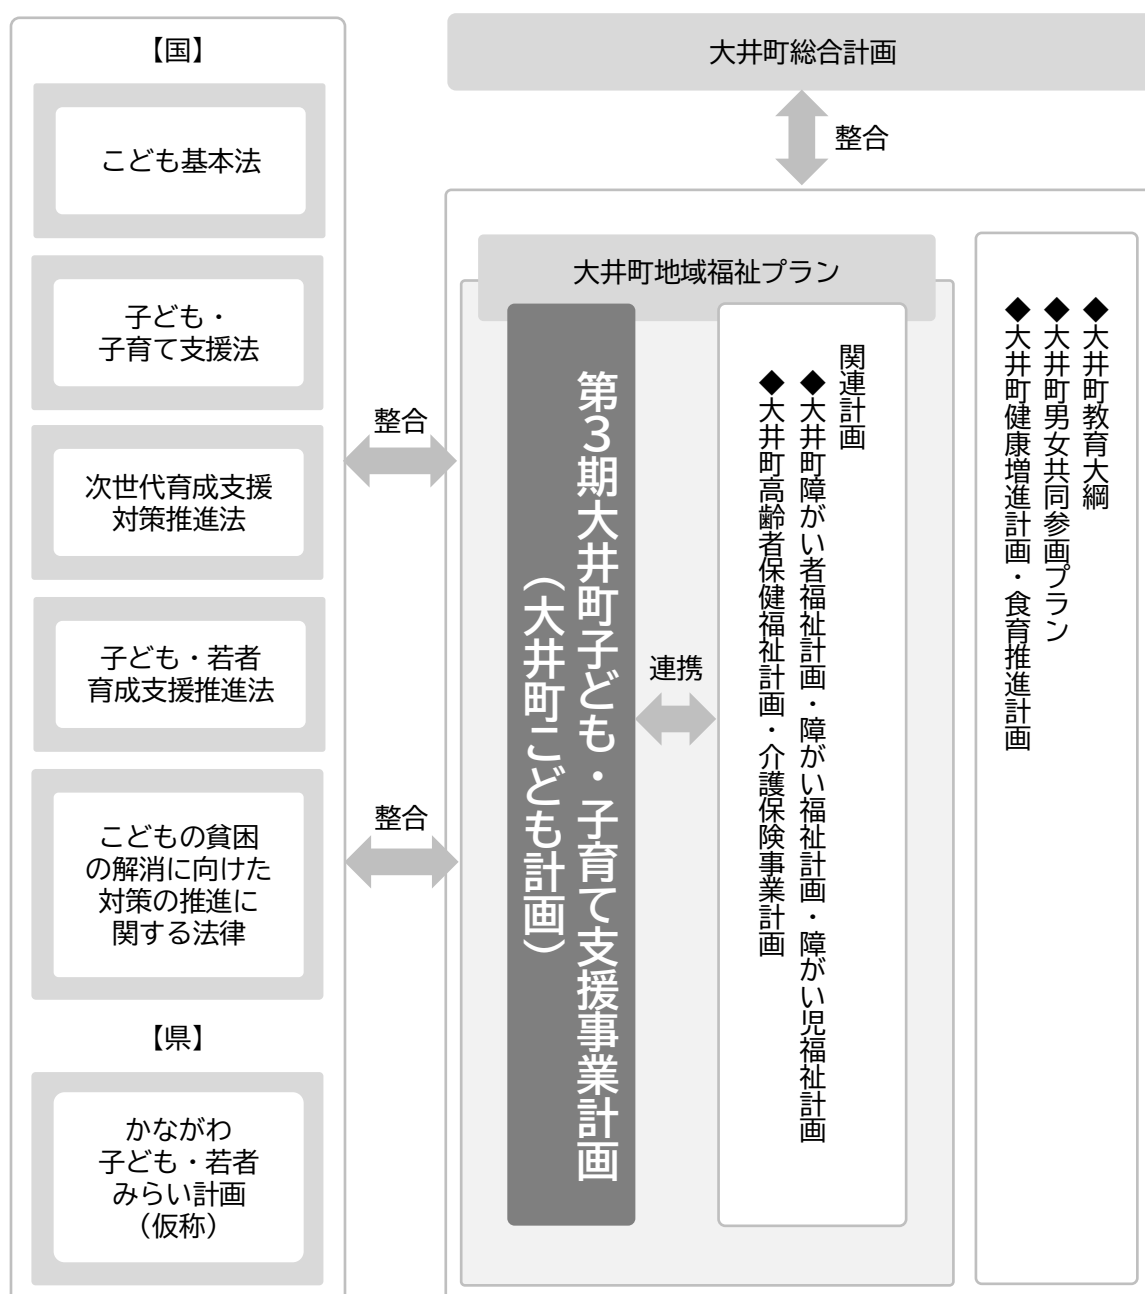 【国】
こども基本法
子ども・
子育て支援法
次世代育成支援
対策推進法
子ども・若者
育成支援推進法
こどもの貧困
の解消に向けた
対策の推進に
関する法律
【県】
かながわ
子ども・若者
みらい計画
（仮称）
整合
整合
大井町総合計画
整合
大井町地域福祉プラン
第３期大井町子ども・子育て支援事業計画
（大井町こども計画）
連携
関連計画
◆大井町障がい者福祉計画・障がい福祉計画・障がい児福祉計画
◆大井町高齢者保健福祉計画・介護保険事業計画
◆大井町教育大綱
◆大井町男女共同参画プラン
◆大井町健康増進計画・食育推進計画